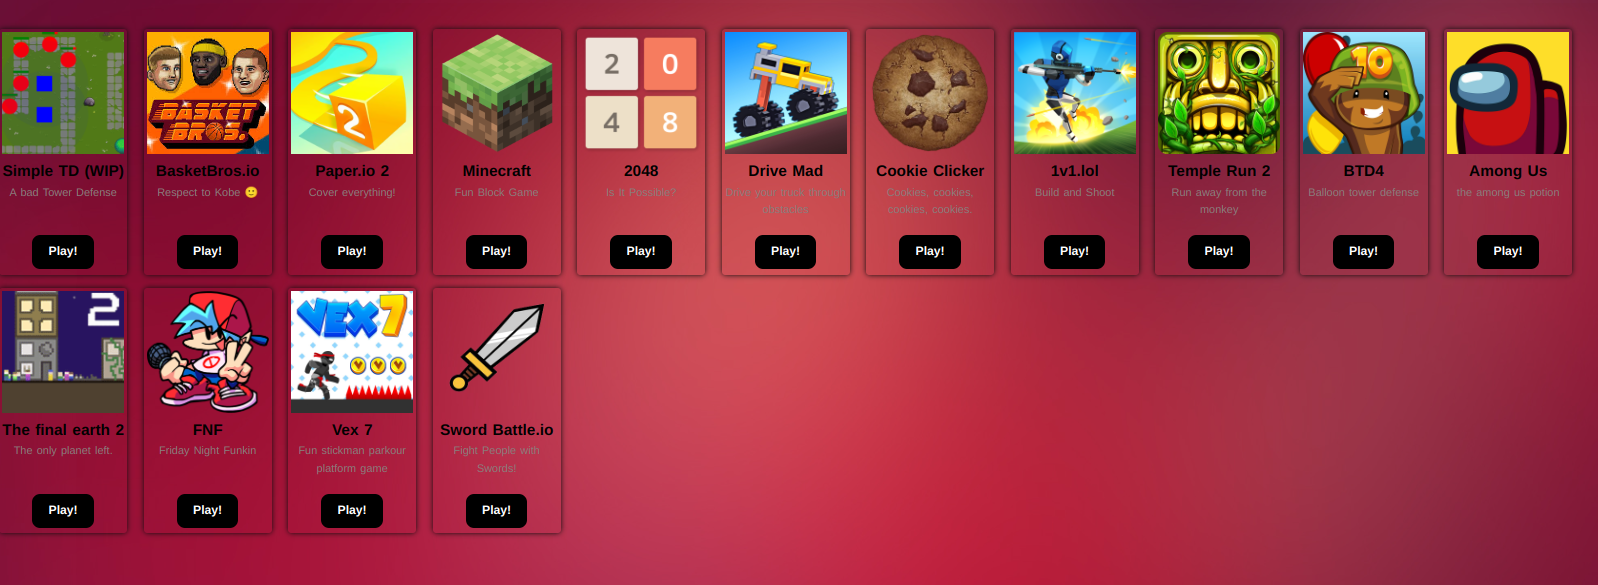 2 0
4 8
10
BASKET
BROS.
2
Simple TD (WIP)
A bad Tower Defense
Play!
BasketBros.io
Respect to Kobe 🙂
Play!
Paper.io 2
Cover everything!
Play!
Minecraft
Fun Block Game
Play!
2048
Is It Possible?
Play!
Drive Mad
Drive your truck through
obstacles
Play!
Cookie Clicker
Cookies, cookies,
cookies, cookies.
Play!
1v1.lol
Build and Shoot
Play!
Temple Run 2
Run away from the
monkey
Play!
BTD4
Balloon tower defense
Play!
Among Us
the among us potion
Play!
2
The final earth 2
The only planet left.
Play!
FNF
Friday Night Funkin
Play!
VEX 7
Vex 7
Fun stickman parkour
platform game
Play!
Sword Battle.io
Fight People with
Swords!
Play!